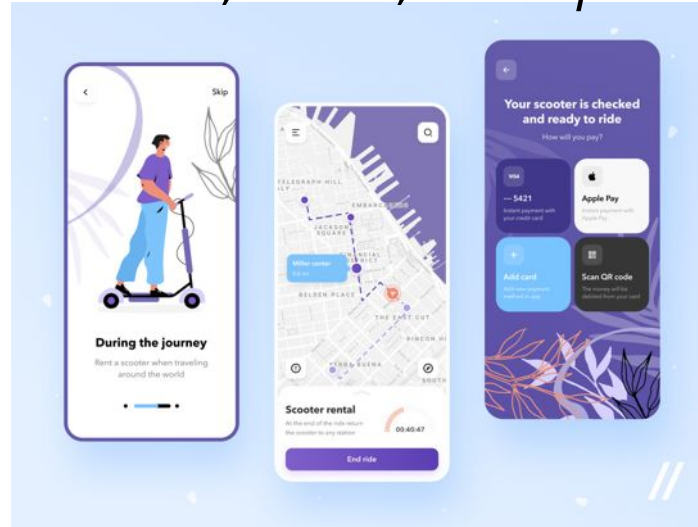 Skip
During the journey
Rent a scooter when traveling
around the world
TELEGRAPH HILL
EMBARCADERO
JACKSON
SQUARE
FINANCIAL
DISTRICT
Miller center
BELDEN PLACE
THE EAST CUT
RINCON HI
YERBA BUENA
SOUTH
Scooter rental
At the end of the ride return
the scooter to any station
00:40:47
End ride
Your scooter is checked
and ready to ride
How will you pay?
VISA
5421
Instant payment with
your credit card
Apple Pay
Instant payment with
Apple Pay
Add card
Add new payment
method in app
Scan QR code
The money will be
debited from your card